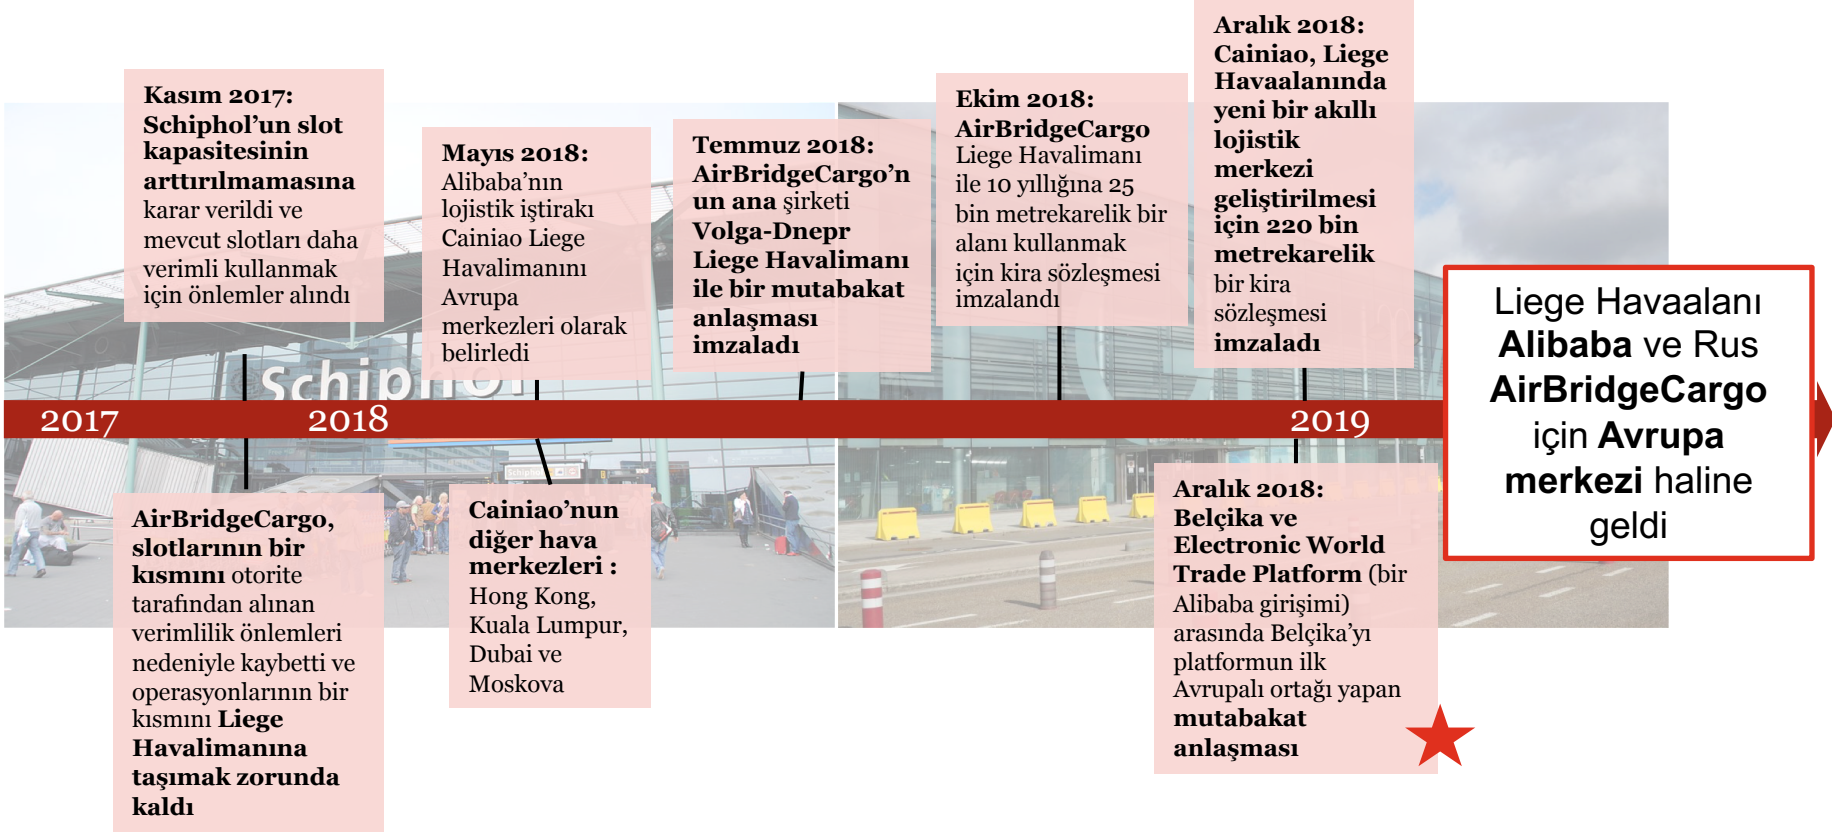 Kasım 2017:
Schiphol’un slot
kapasitesinin
arttırılmamasına
karar verildi ve
mevcut slotları daha
verimli kullanmak
için önlemler alındı
Mayıs 2018:
Alibaba’nın
lojistik iştirakı
Cainiao Liege
Havalimanını
Avrupa
merkezleri olarak
belirledi
Temmuz 2018:
AirBridgeCargo’n
un ana şirketi
Volga-Dnepr
Liege Havalimanı
ile bir mutabakat
anlaşması
imzaladı
Ekim 2018:
AirBridgeCargo
Liege Havalimanı
ile 10 yıllığına 25
bin metrekarelik bir
alanı kullanmak
için kira sözleşmesi
imzalandı
Aralık 2018:
Cainiao, Liege
Havaalanında
yeni bir akıllı
lojistik
merkezi
geliştirilmesi
için 220 bin
metrekarelik
bir kira
sözleşmesi
imzaladı
Schiphol
2017
2018
2019
Liege Havaalanı
Alibaba ve Rus
AirBridgeCargo
için Avrupa
merkezi haline
geldi
Schiphol
AirBridgeCargo,
slotlarının bir
kısmını otorite
tarafından alınan
verimlilik önlemleri
nedeniyle kaybetti ve
operasyonlarının bir
kısmını Liege
Havalimanına
taşımak zorunda
kaldı
Cainiao’nun
diğer hava
merkezleri :
Hong Kong,
Kuala Lumpur,
Dubai ve
Moskova
Aralık 2018:
Belçika ve
Electronic World
Trade Platform (bir
Alibaba girişimi)
arasında Belçika’yı
platformun ilk
Avrupalı ortağı yapan
mutabakat
anlaşması